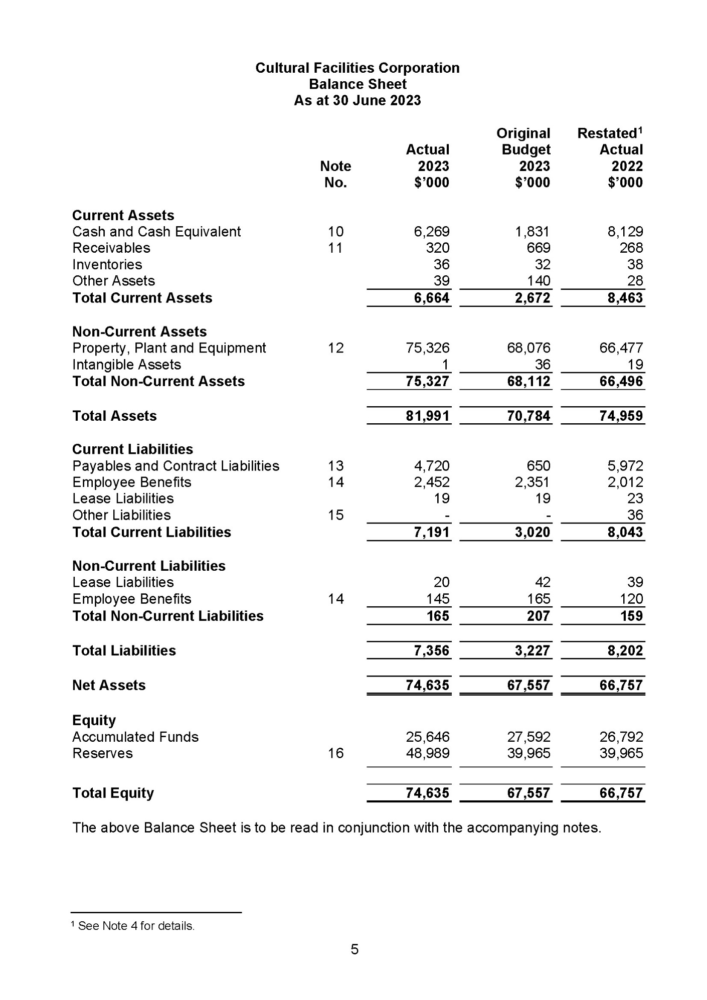 Cultural Facilities Corporation
Balance Sheet
As at 30 June 2023
Original Restated¹
Actual Budget Actual
Note 2023 2023 2022
No. $’000 $’000 $’000
Current Assets
Cash and Cash Equivalent 10 6,269 1,831 8,129
Receivables 11 320 669 268
Inventories 36 32 38
Other Assets 39 140 28
Total Current Assets 6,664 2,672 8,463
Non-Current Assets
Property, Plant and Equipment 12 75,326 68,076 66,477
Intangible Assets 1 36 19
Total Non-Current Assets 75,327 68,112 66,496
Total Assets 81,991 70,784 74,959
Current Liabilities
Payables and Contract Liabilities 13 4,720 650 5,972
Employee Benefits 14 2,452 2,351 2,012
Lease Liabilities 19 19 23
Other Liabilities 15 - - 36
Total Current Liabilities 7,191 3,020 8,043
Non-Current Liabilities
Lease Liabilities 20 42 39
Employee Benefits 14 145 165 120
Total Non-Current Liabilities 165 207 159
Total Liabilities 7,356 3,227 8,202
Net Assets 74,635 67,557 66,757
Equity
Accumulated Funds 25,646 27,592 26,792
Reserves 16 48,989 39,965 39,965
Total Equity 74,635 67,557 66,757
The above Balance Sheet is to be read in conjunction with the accompanying notes.
¹ See Note 4 for details.
5